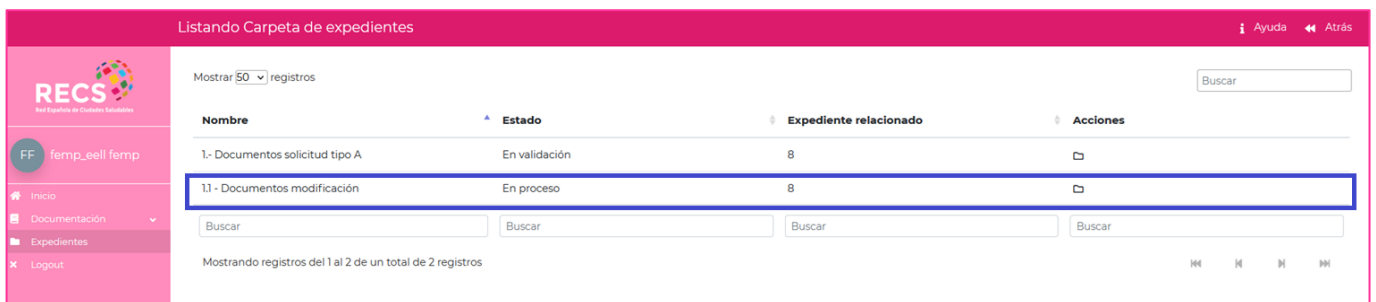 Listando Carpeta de expedientes
Ayuda
Atrás
RECS
Red Española de Ciudades Saludables
FF
femp_eell femp
Inicio
Documentación
Expedientes
Logout
Mostrar 50 registros
Buscar
Nombre Estado Expediente relacionado Acciones
1.- Documentos solicitud tipo A En validación 8
1.1 - Documentos modificación En proceso 8
Buscar Buscar Buscar Buscar
Mostrando registros del 1 al 2 de un total de 2 registros